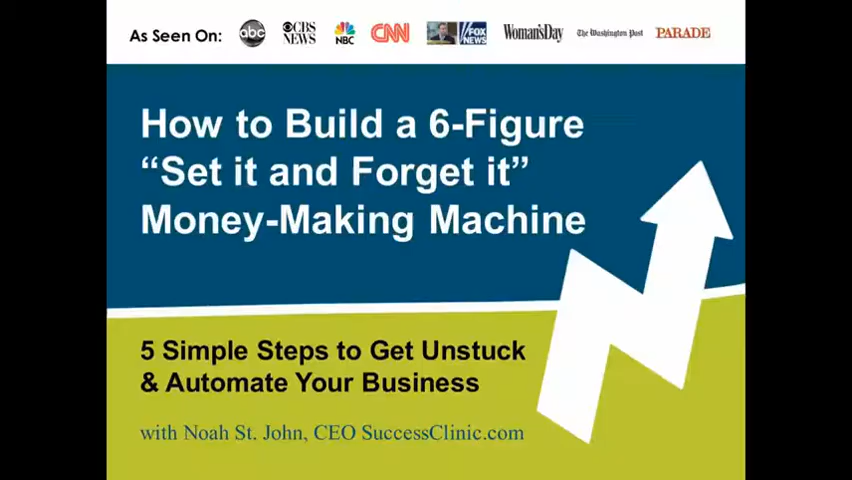 As Seen On: abc CBS NEWS NBC CNN FOX NEWS Woman'sDay The Washington Post PARADE
How to Build a 6-Figure
“Set it and Forget it”
Money-Making Machine
5 Simple Steps to Get Unstuck
& Automate Your Business
with Noah St. John, CEO SuccessClinic.com